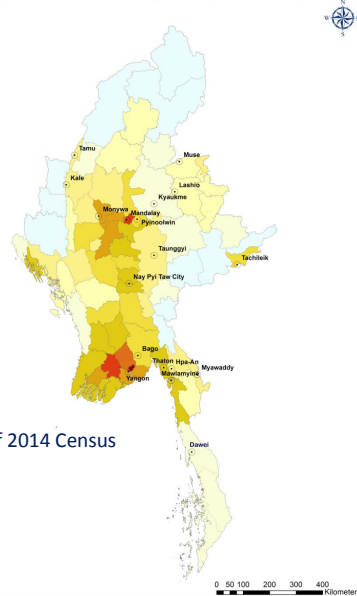 N
W
S
Tamu
Muse
Kale
Lashio
Kyaukme
Monywa
Mandalay
Pyinoolwin
Taunggyi
Tachileik
Nay Pyi Taw City
Bago
Thaton
Hpa-An
Myawaddy
Mawlamyine
Yangon
2014 Census
Dawei
0 50 100 200 300 400
Kilometer